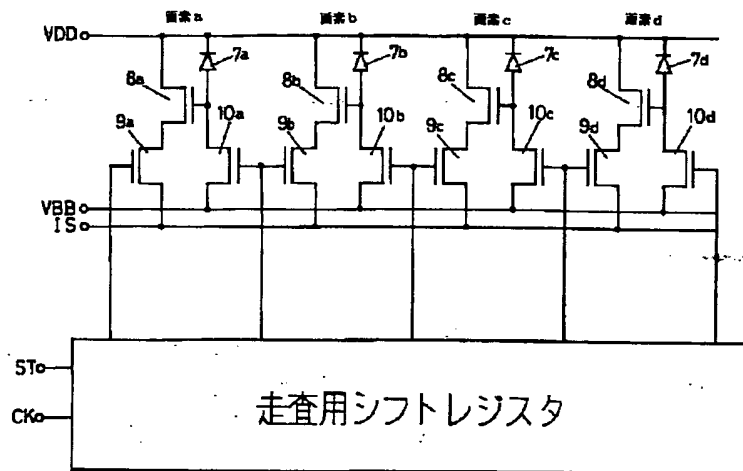 画素a 画素b 画素c 画素d
VDD
7a 7b 7c 7d
8a 8b 8c 8d
9a 10a 9b 10b 9c 10c 9d 10d
VBB
IS
ST
CK
走査用シフトレジスタ